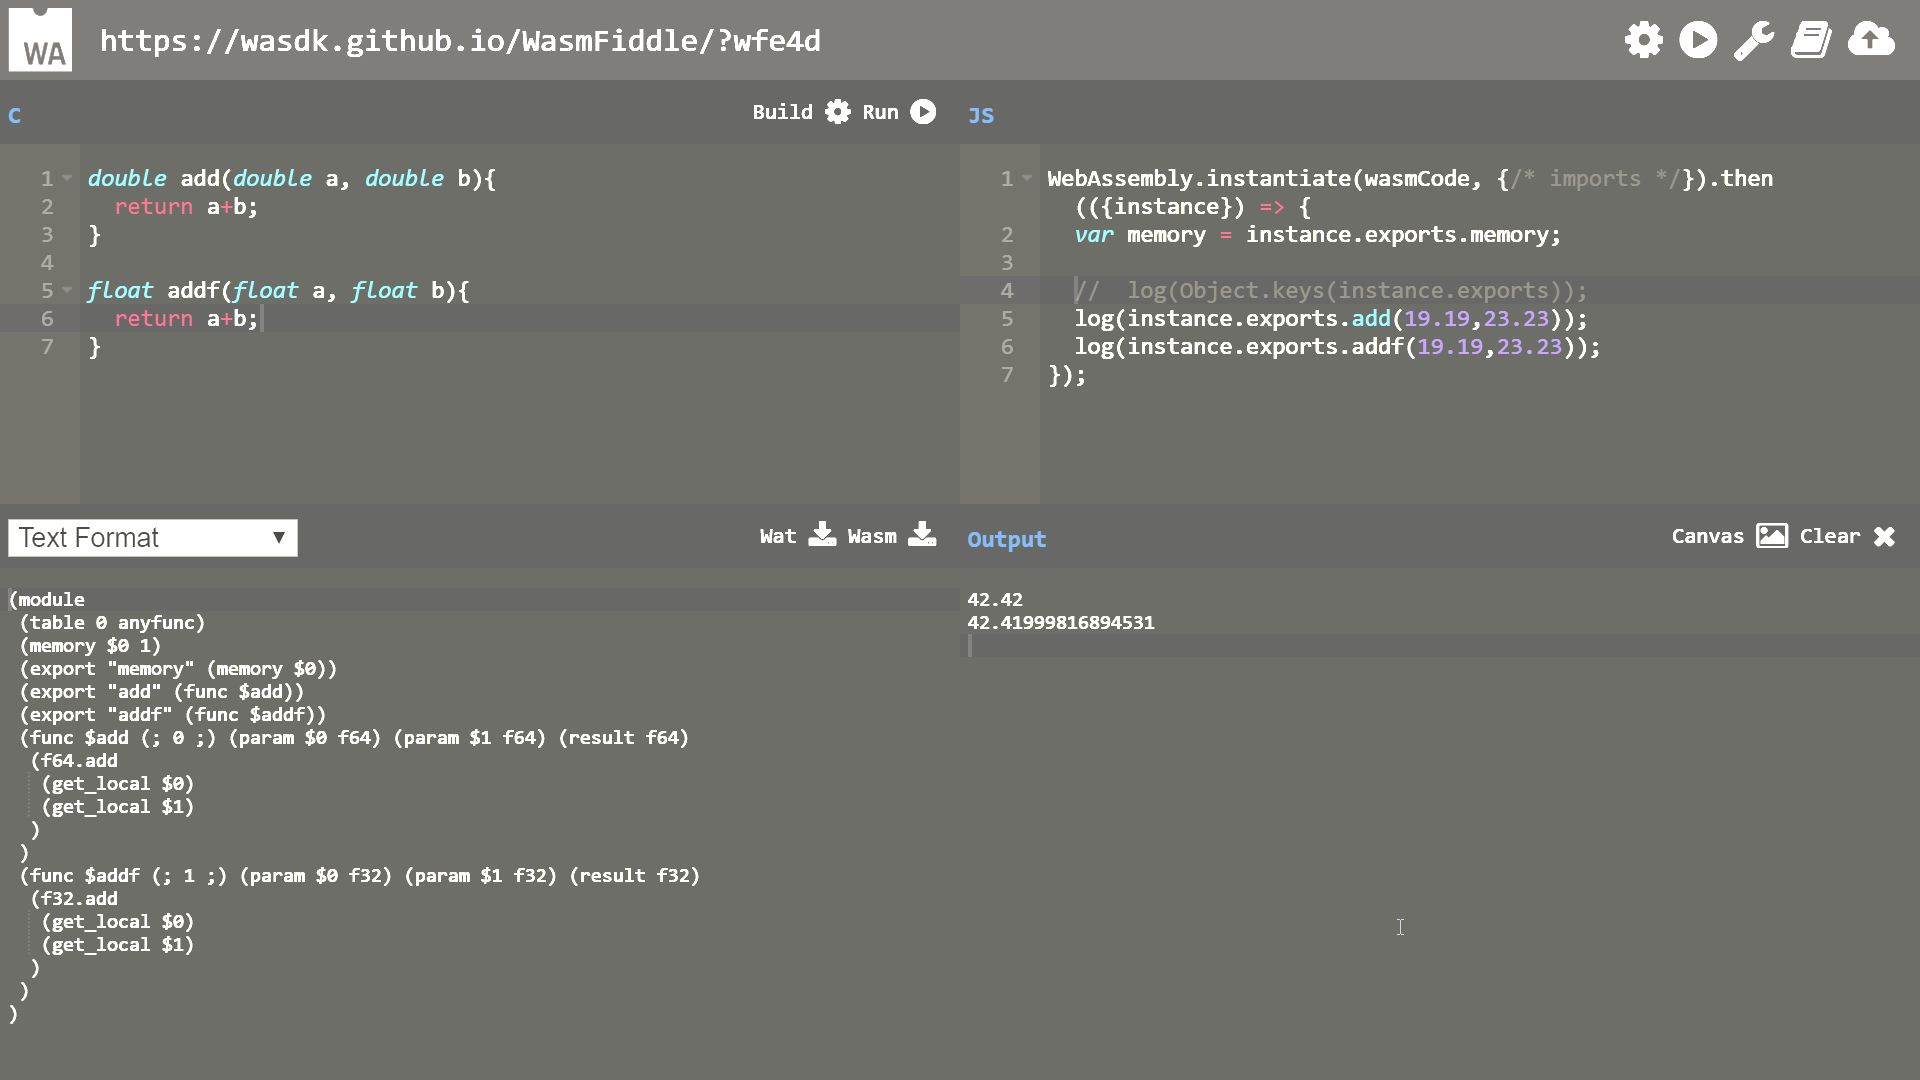 WA https://wasdk.github.io/WasmFiddle/?wfe4d
C Build Run
1 double add(double a, double b){
2 return a+b;
3 }
4
5 float addf(float a, float b){
6 return a+b;
7 }
JS
1 WebAssembly.instantiate(wasmCode, {/* imports */}).then
(({instance}) => {
2 var memory = instance.exports.memory;
3
4 // log(Object.keys(instance.exports));
5 log(instance.exports.add(19.19,23.23));
6 log(instance.exports.addf(19.19,23.23));
7 });
Text Format Wat Wasm
(module
(table 0 anyfunc)
(memory $0 1)
(export "memory" (memory $0))
(export "add" (func $add))
(export "addf" (func $addf))
(func $add (; 0 ;) (param $0 f64) (param $1 f64) (result f64)
(f64.add
(get_local $0)
(get_local $1)
)
)
(func $addf (; 1 ;) (param $0 f32) (param $1 f32) (result f32)
(f32.add
(get_local $0)
(get_local $1)
)
)
)
Output Canvas Clear
42.42
42.41999816894531